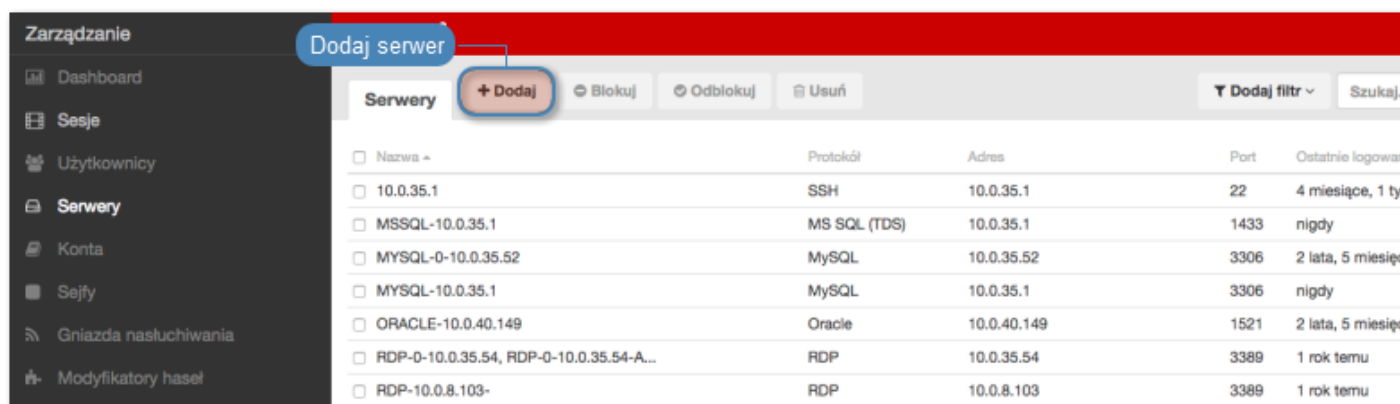 Zarządzanie
Dodaj serwer
Dashboard
Sesje
Użytkownicy
Serwery
Konta
Sejfy
Gniazda nasłuchiwania
Modyfikatory haseł
Serwery
+ Dodaj
Blokuj
Odblokuj
Usuń
Dodaj filtr
Szukaj
Nazwa Protokół Adres Port Ostatnie
10.0.35.1 SSH 10.0.35.1 22 4 miesiące, 1
MSSQL-10.0.35.1 MS SQL (TDS) 10.0.35.1 1433 nigdy
MYSQL-0-10.0.35.52 MySQL 10.0.35.52 3306 2 lata, 5
MYSQL-10.0.35.1 MySQL 10.0.35.1 3306 nigdy
ORACLE-10.0.40.149 Oracle 10.0.40.149 1521 2 lata, 5
RDP-0-10.0.35.54, RDP-0-10.0.35.54-A... RDP 10.0.35.54 3389 1 rok temu
RDP-10.0.8.103- RDP 10.0.8.103 3389 1 rok temu